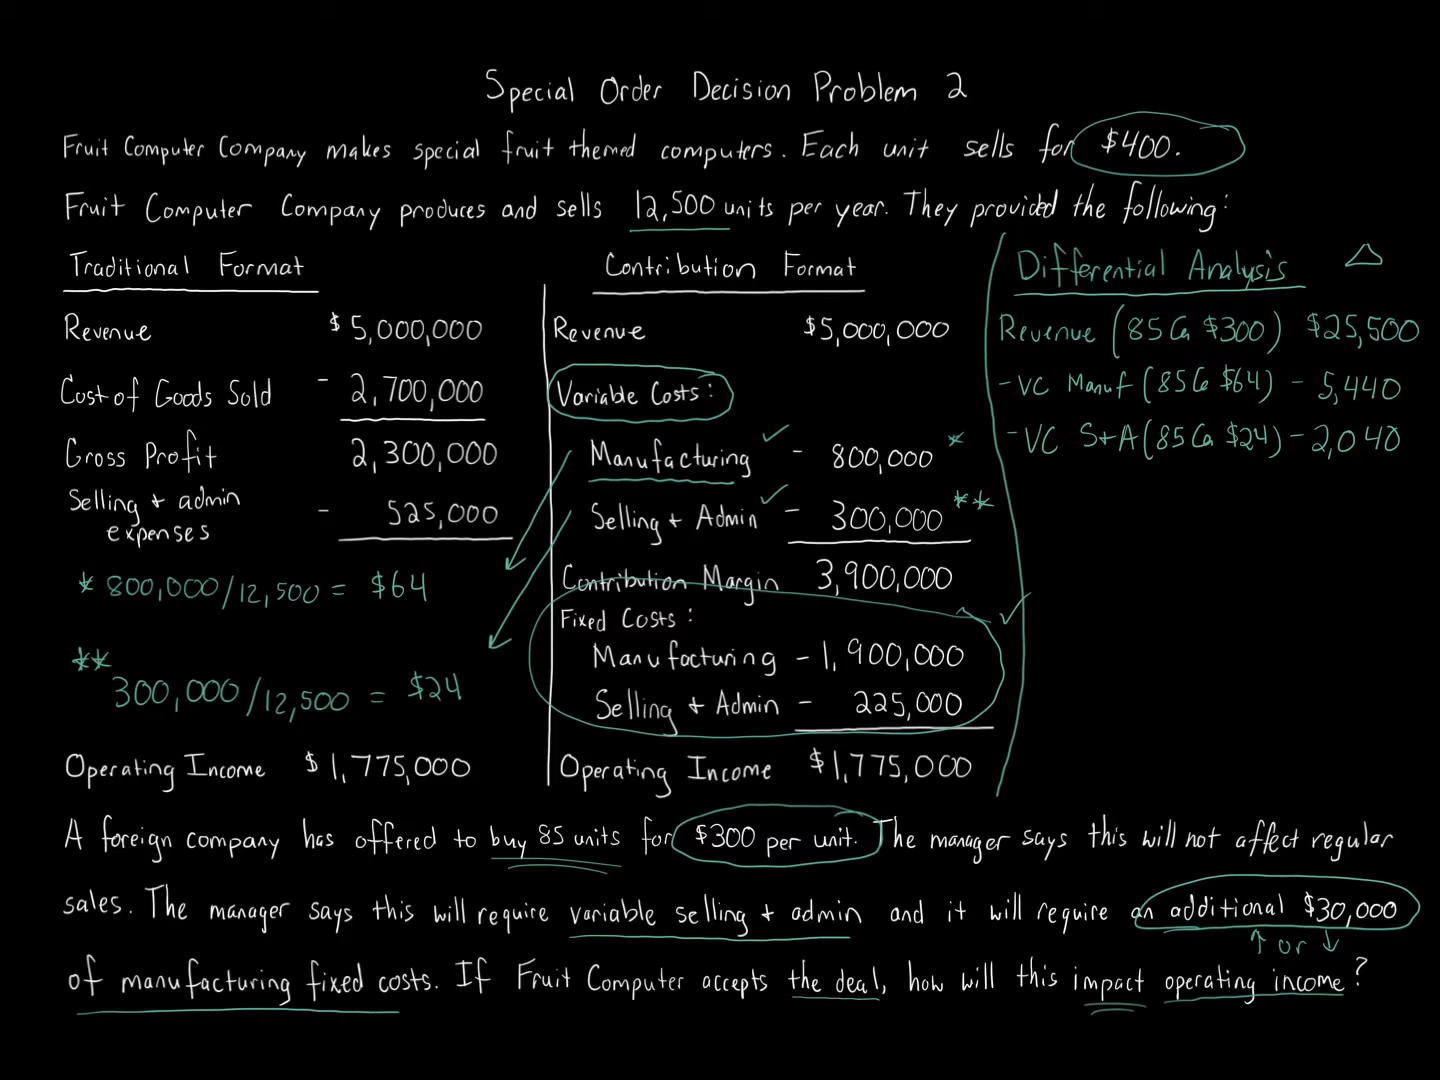 Special Order Decision Problem 2
Fruit Computer Company makes special fruit themed computers. Each unit sells for $400.
Fruit Computer Company produces and sells 12,500 units per year. They provided the following:
Traditional Format
Revenue $ 5,000,000
Cost of Goods Sold - 2,700,000
Gross Profit 2,300,000
Selling + admin
expenses - 525,000
* 800,000/12,500 = $64
** 300,000/12,500 = $24
Operating Income $1,775,000
Contribution Format
Revenue $5,000,000
Variable Costs:
Manufacturing - 800,000 *
Selling + Admin - 300,000 **
Contribution Margin 3,900,000
Fixed Costs:
Manufacturing - 1,900,000
Selling + Admin - 225,000
Operating Income $1,775,000
Differential Analysis △
Revenue (85 @ $300) $25,500
- VC Manuf (85 @ $64) - 5,440
- VC S+A (85 @ $24) - 2,040
A foreign company has offered to buy 85 units for $300 per unit. The manager says this will not affect regular
sales. The manager says this will require variable selling + admin and it will require an additional $30,000
↑ or ↓
of manufacturing fixed costs. If Fruit Computer accepts the deal, how will this impact operating income?